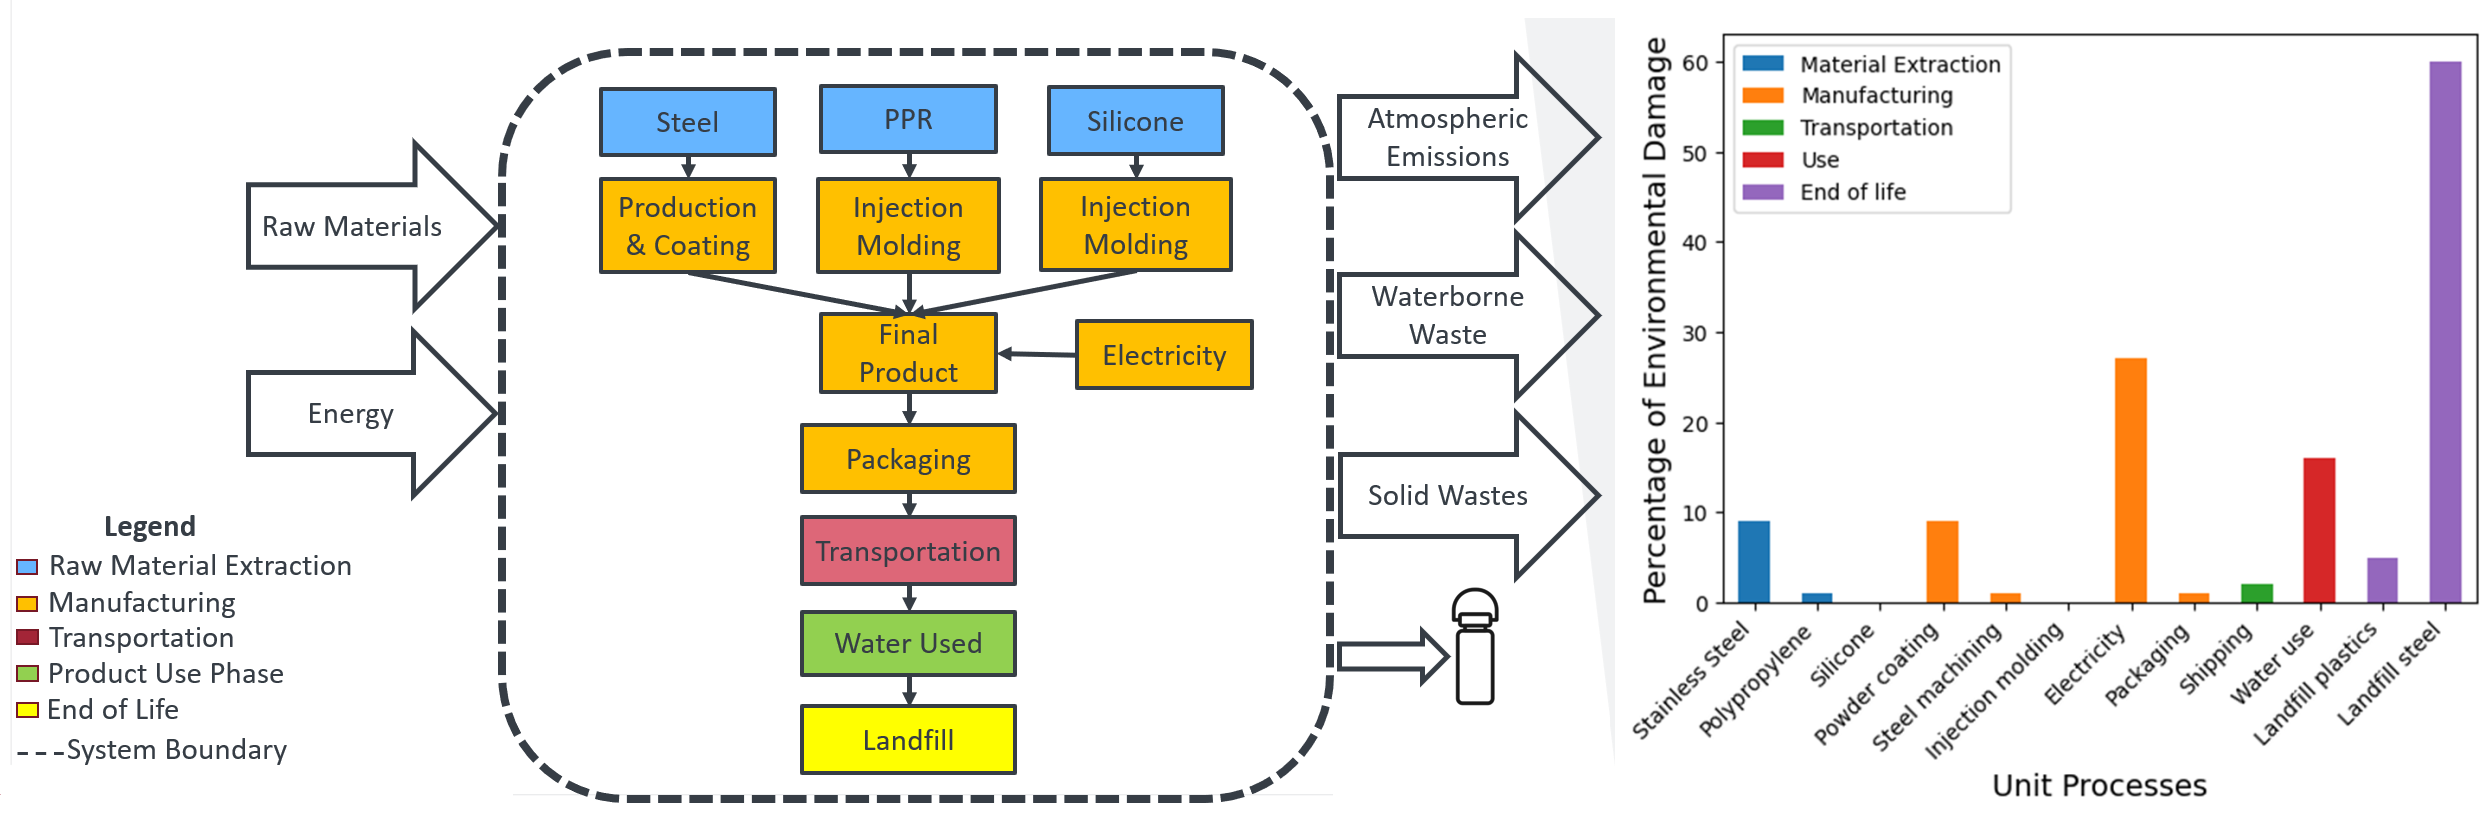 Raw Materials
Energy
Legend
Raw Material Extraction
Manufacturing
Transportation
Product Use Phase
End of Life
System Boundary
Steel
PPR
Silicone
Production
& Coating
Injection
Molding
Injection
Molding
Final
Product
Electricity
Packaging
Transportation
Water Used
Landfill
Atmospheric
Emissions
Waterborne
Waste
Solid Wastes
Percentage of Environmental Damage
60
50
40
30
20
10
0
Material Extraction
Manufacturing
Transportation
Use
End of life
Stainless Steel
Polypropylene
Silicone
Powder coating
Steel machining
Injection molding
Electricity
Packaging
Shipping
Water use
Landfill plastics
Landfill steel
Unit Processes